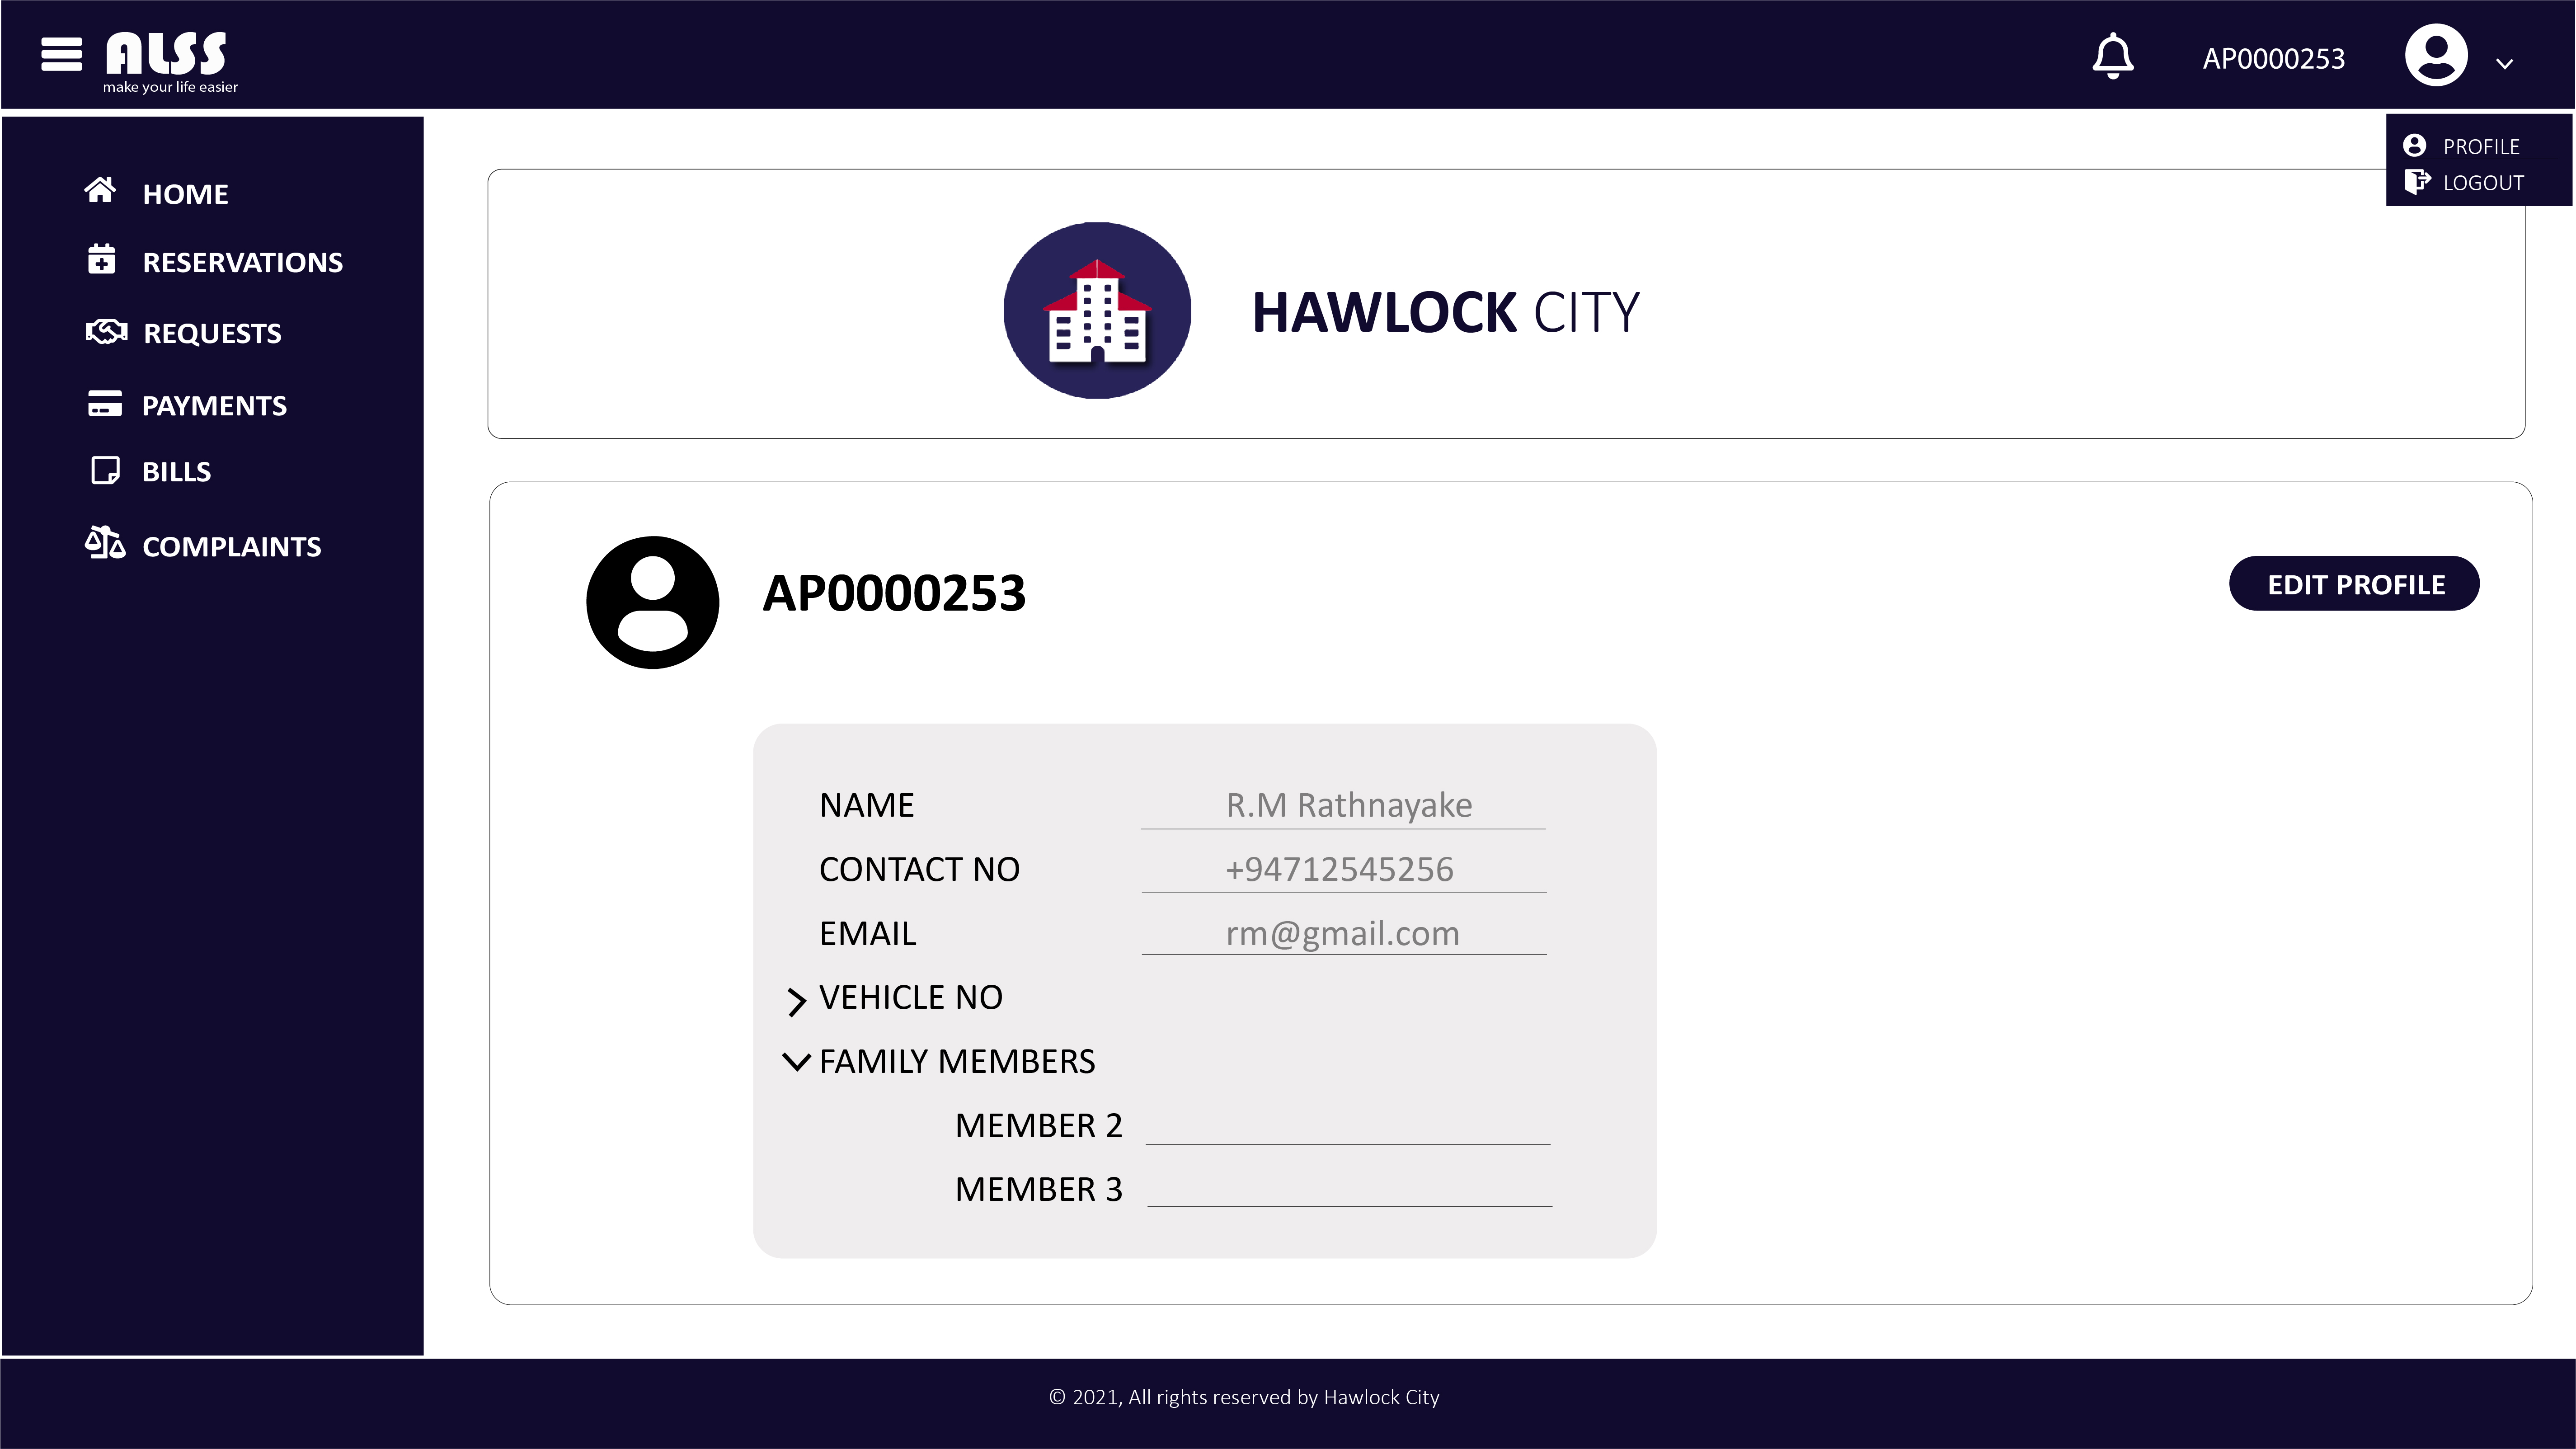 ALSS
make your life easier
AP0000253
PROFILE
LOGOUT
HOME
RESERVATIONS
REQUESTS
PAYMENTS
BILLS
COMPLAINTS
HAWLOCK CITY
AP0000253
EDIT PROFILE
NAME R.M Rathnayake
CONTACT NO +94712545256
EMAIL rm@gmail.com
VEHICLE NO
FAMILY MEMBERS
MEMBER 2
MEMBER 3
© 2021, All rights reserved by Hawlock City